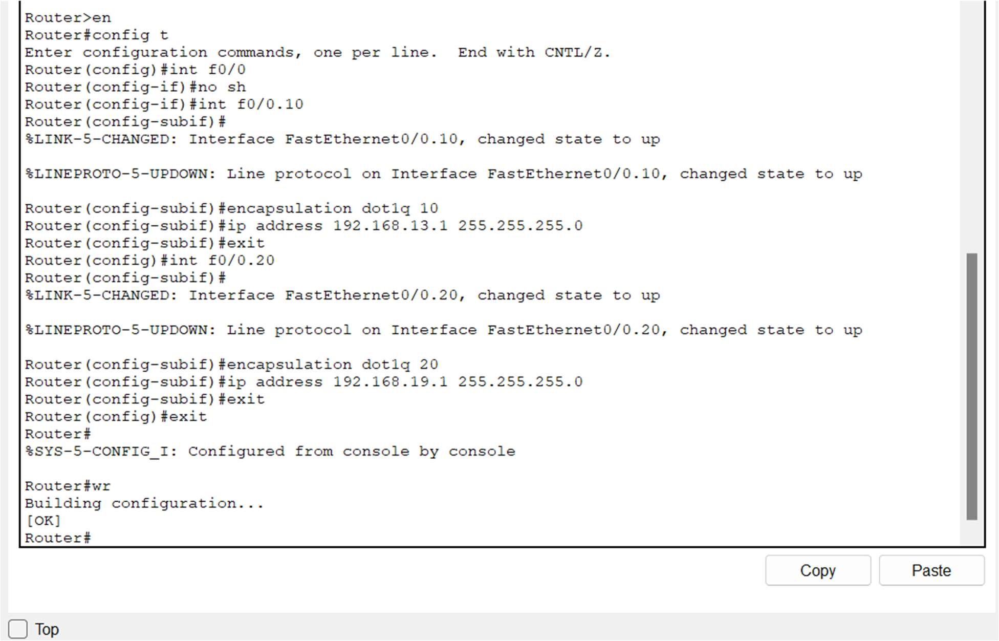 Router>en
Router#config t
Enter configuration commands, one per line.  End with CNTL/Z.
Router(config)#int f0/0
Router(config-if)#no sh
Router(config-if)#int f0/0.10
Router(config-subif)#
%LINK-5-CHANGED: Interface FastEthernet0/0.10, changed state to up
%LINEPROTO-5-UPDOWN: Line protocol on Interface FastEthernet0/0.10, changed state to up
Router(config-subif)#encapsulation dot1q 10
Router(config-subif)#ip address 192.168.13.1 255.255.255.0
Router(config-subif)#exit
Router(config)#int f0/0.20
Router(config-subif)#
%LINK-5-CHANGED: Interface FastEthernet0/0.20, changed state to up
%LINEPROTO-5-UPDOWN: Line protocol on Interface FastEthernet0/0.20, changed state to up
Router(config-subif)#encapsulation dot1q 20
Router(config-subif)#ip address 192.168.19.1 255.255.255.0
Router(config-subif)#exit
Router(config)#exit
Router#
%SYS-5-CONFIG_I: Configured from console by console
Router#wr
Building configuration...
[OK]
Router#
Copy
Paste
Top